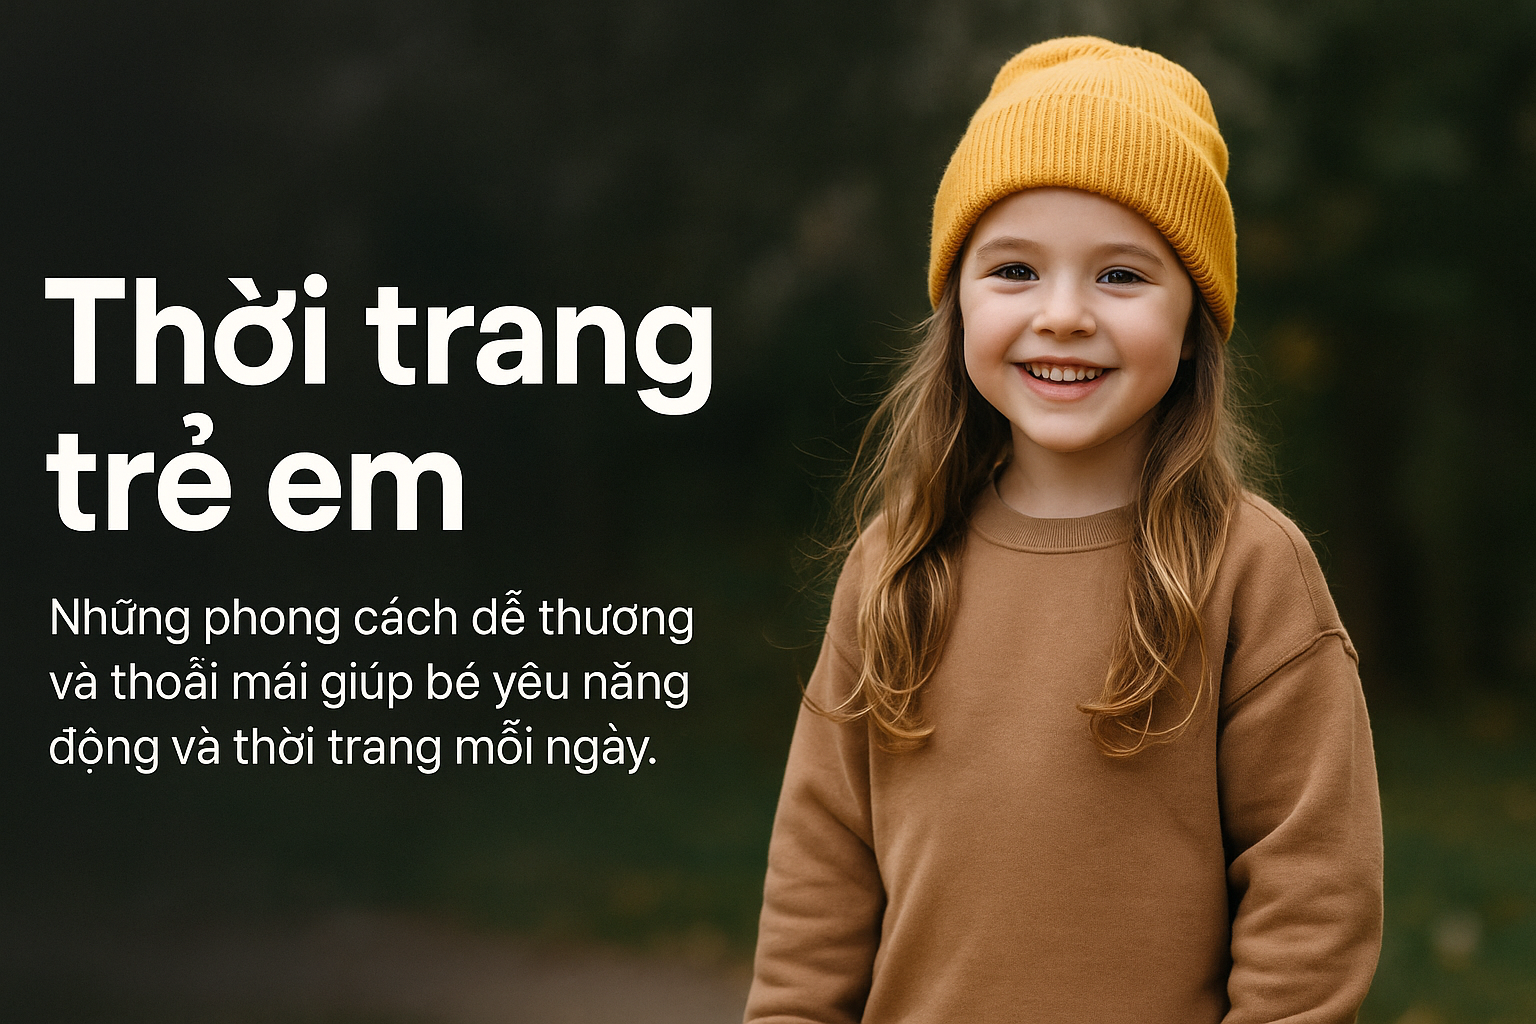 Thời trang
trẻ em
Những phong cách dễ thương
và thoẫi mái giúp bé yêu năng
động và thời trang mỗi ngày.